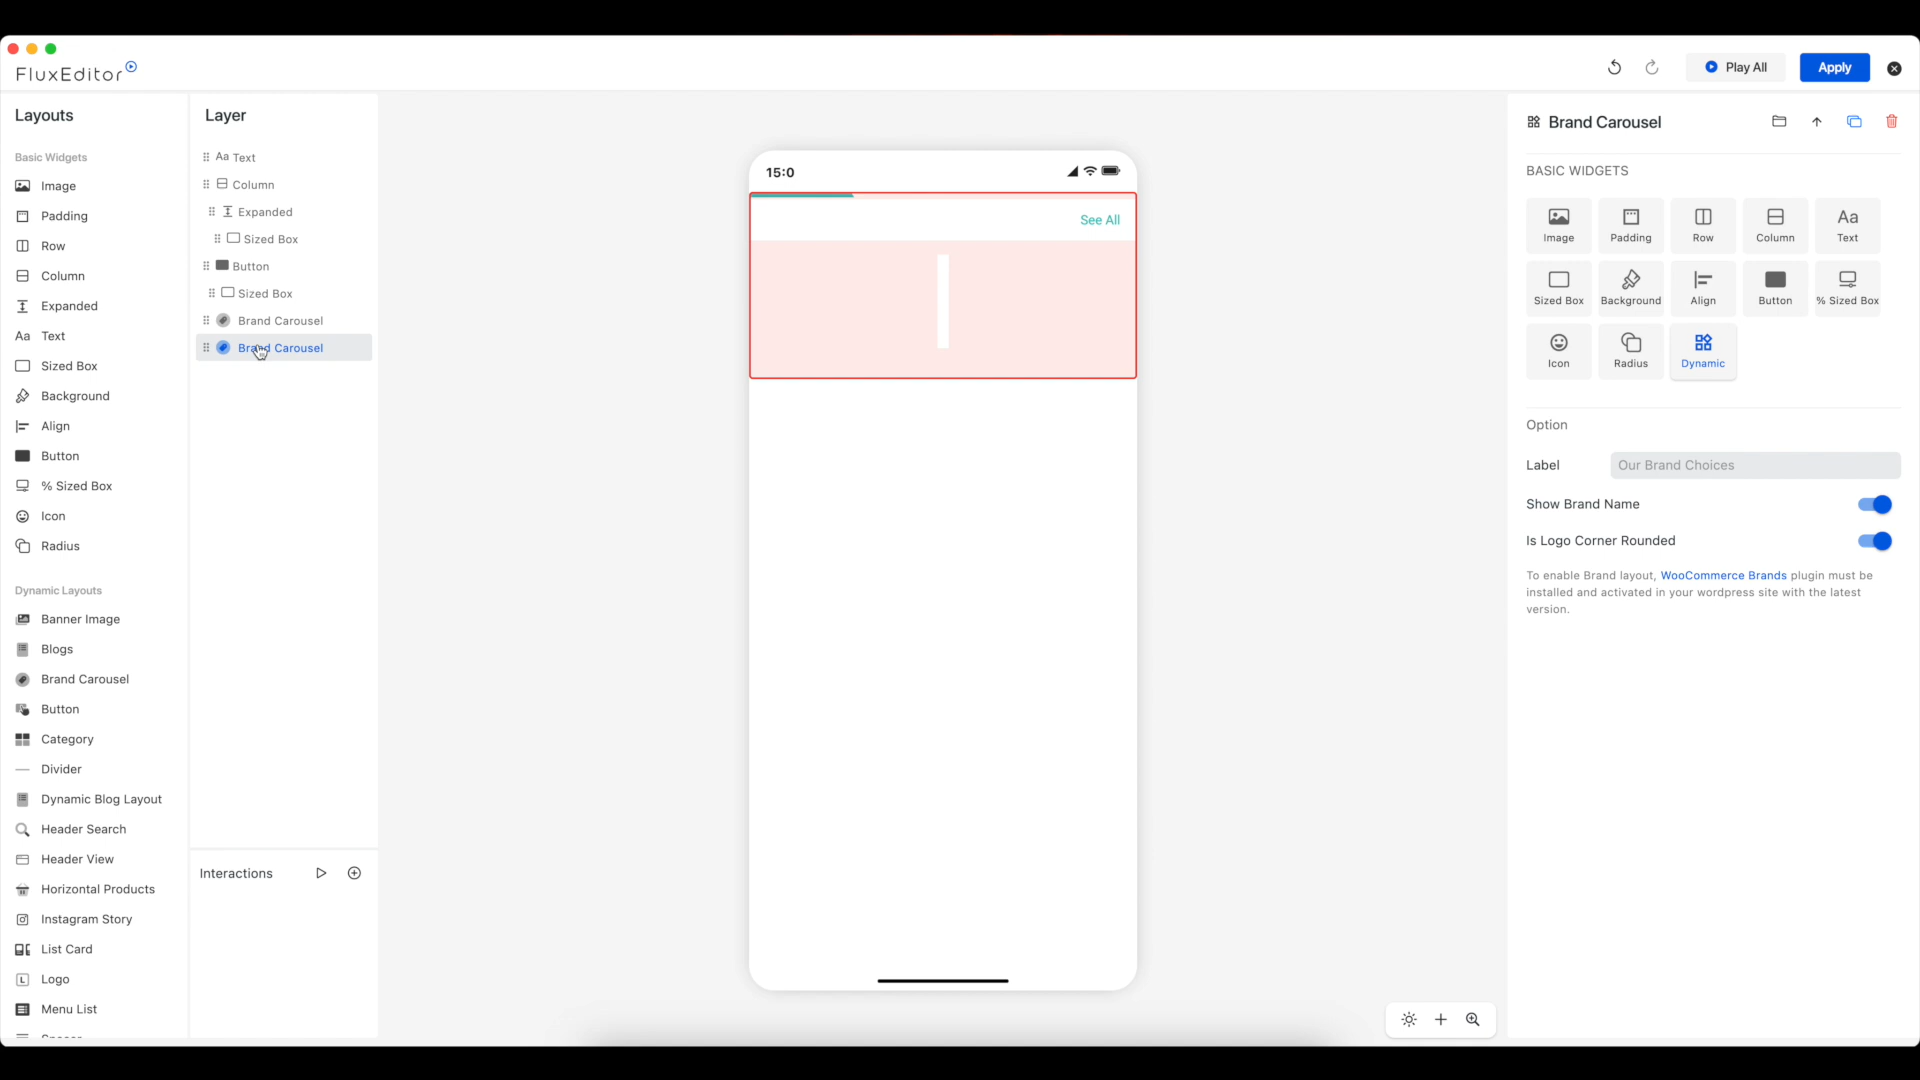 FluxEditor
Play All
Apply
Layouts
Basic Widgets
Image
Padding
Row
Column
Expanded
Aa Text
Sized Box
Background
Align
Button
% Sized Box
Icon
Radius
Dynamic Layouts
Banner Image
Blogs
Brand Carousel
Button
Category
Divider
Dynamic Blog Layout
Header Search
Header View
Horizontal Products
Instagram Story
List Card
Logo
Menu List
Layer
Aa Text
Column
Expanded
Sized Box
Button
Sized Box
Brand Carousel
Brand Carousel
Interactions
15:0
See All
Brand Carousel
BASIC WIDGETS
Image
Padding
Row
Column
Aa
Text
Sized Box
Background
Align
Button
% Sized Box
Icon
Radius
Dynamic
Option
Label
Our Brand Choices
Show Brand Name
Is Logo Corner Rounded
To enable Brand layout, WooCommerce Brands plugin must be
installed and activated in your wordpress site with the latest
version.